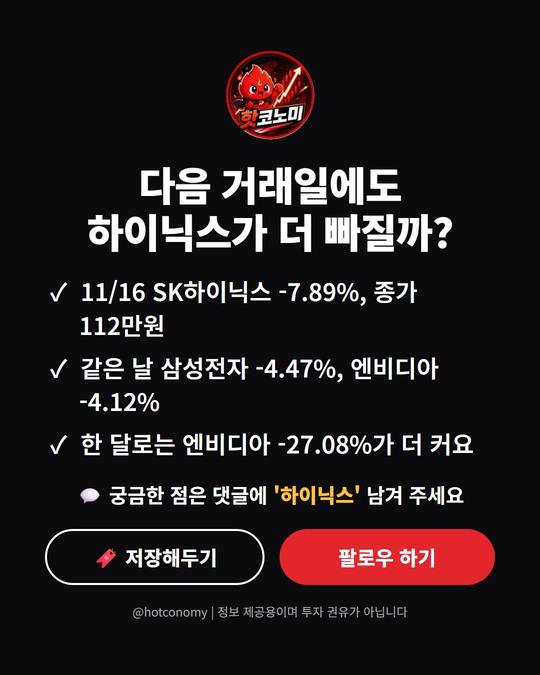 핫코노미
다음 거래일에도
하이닉스가 더 빠질까?
✓ 11/16 SK하이닉스 -7.89%, 종가
112만원
✓ 같은 날 삼성전자 -4.47%, 엔비디아
-4.12%
✓ 한 달로는 엔비디아 -27.08%가 더 커요
💬 궁금한 점은 댓글에 '하이닉스' 남겨 주세요
저장해두기
팔로우 하기
@hotconomy | 정보 제공용이며 투자 권유가 아닙니다